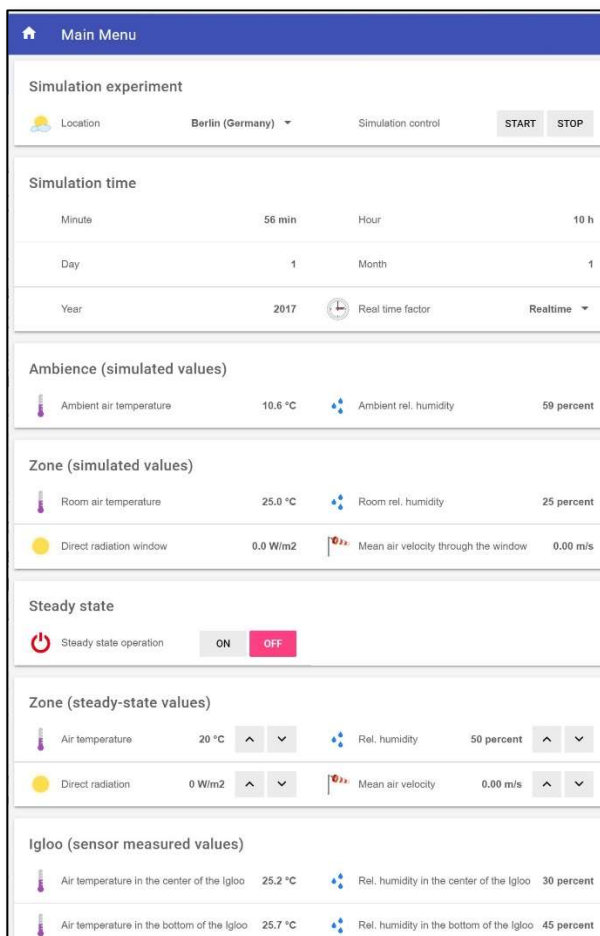 Main Menu
Simulation experiment
Location Berlin (Germany) Simulation control START STOP
Simulation time
Minute 56 min Hour 10 h
Day 1 Month 1
Year 2017 Real time factor Realtime
Ambience (simulated values)
Ambient air temperature 10.6 °C Ambient rel. humidity 59 percent
Zone (simulated values)
Room air temperature 25.0 °C Room rel. humidity 25 percent
Direct radiation window 0.0 W/m2 Mean air velocity through the window 0.00 m/s
Steady state
Steady state operation ON OFF
Zone (steady-state values)
Air temperature 20 °C Rel. humidity 50 percent
Direct radiation 0 W/m2 Mean air velocity 0.00 m/s
Igloo (sensor measured values)
Air temperature in the center of the Igloo 25.2 °C Rel. humidity in the center of the Igloo 30 percent
Air temperature in the bottom of the Igloo 25.7 °C Rel. humidity in the bottom of the Igloo 45 percent